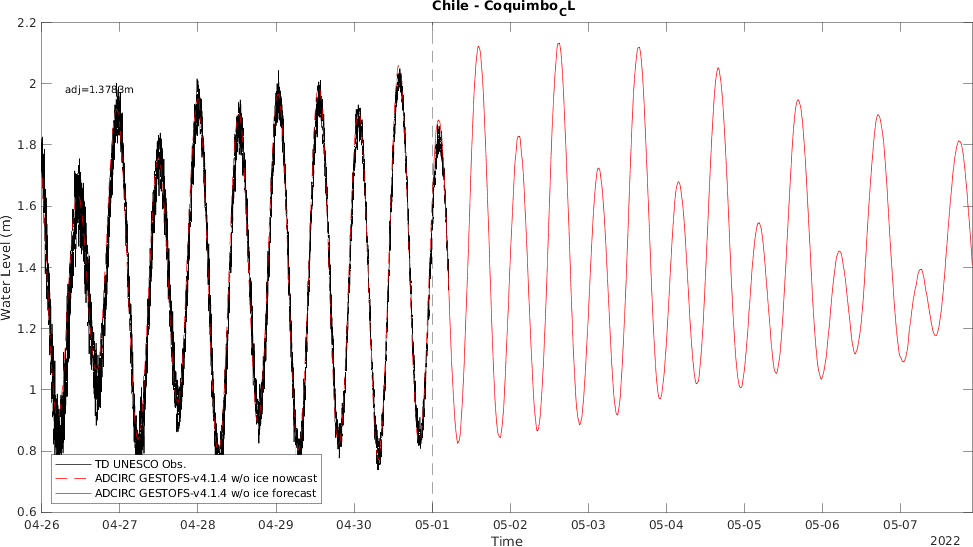 Chile - Coquimbo_CL
2.2
2
1.8
1.6
1.4
1.2
1
0.8
0.6
Water Level (m)
adj=1.3783m
TD UNESCO Obs.
ADCIRC GESTOFS-v4.1.4 w/o ice nowcast
ADCIRC GESTOFS-v4.1.4 w/o ice forecast
04-26 04-27 04-28 04-29 04-30 05-01 05-02 05-03 05-04 05-05 05-06 05-07
Time
2022